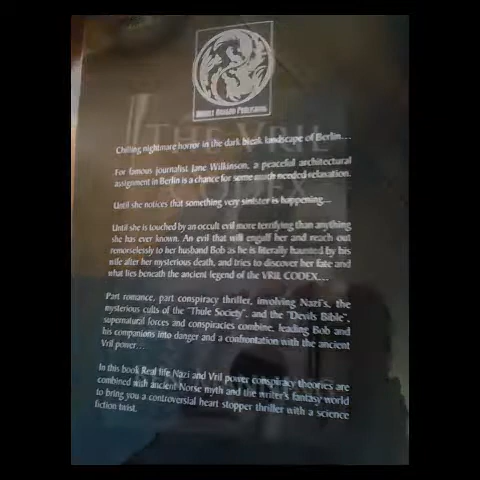 THE VRIL
CODEX
Chilling nightmare horror in the dark bleak landscape of Berlin...
For famous journalist Jane Wilkinson, a peaceful architectural
assignment in Berlin is a chance for some much needed relaxation.
Until she notices that something very sinister is happening...
Until she is touched by an occult evil more terrifying than anything
she has ever known. An evil that will engulf her and reach out
remorselessly to her husband Bob as he is literally haunted by his
wife after her mysterious death, and tries to discover her fate and
what lies beneath the ancient legend of the VRIL CODEX...
Part romance, part conspiracy thriller, involving Nazi's, the
mysterious cults of the "Thule Society", and the "Devils Bible",
supernatural forces and conspiracies combine, leading Bob and
his companions into danger and a confrontation with the ancient
Vril power...
In this book Real life Nazi and Vril power conspiracy theories are
combined with ancient Norse myth and the writer's fantasy world
to bring you a controversial heart stopper thriller with a science
fiction twist.